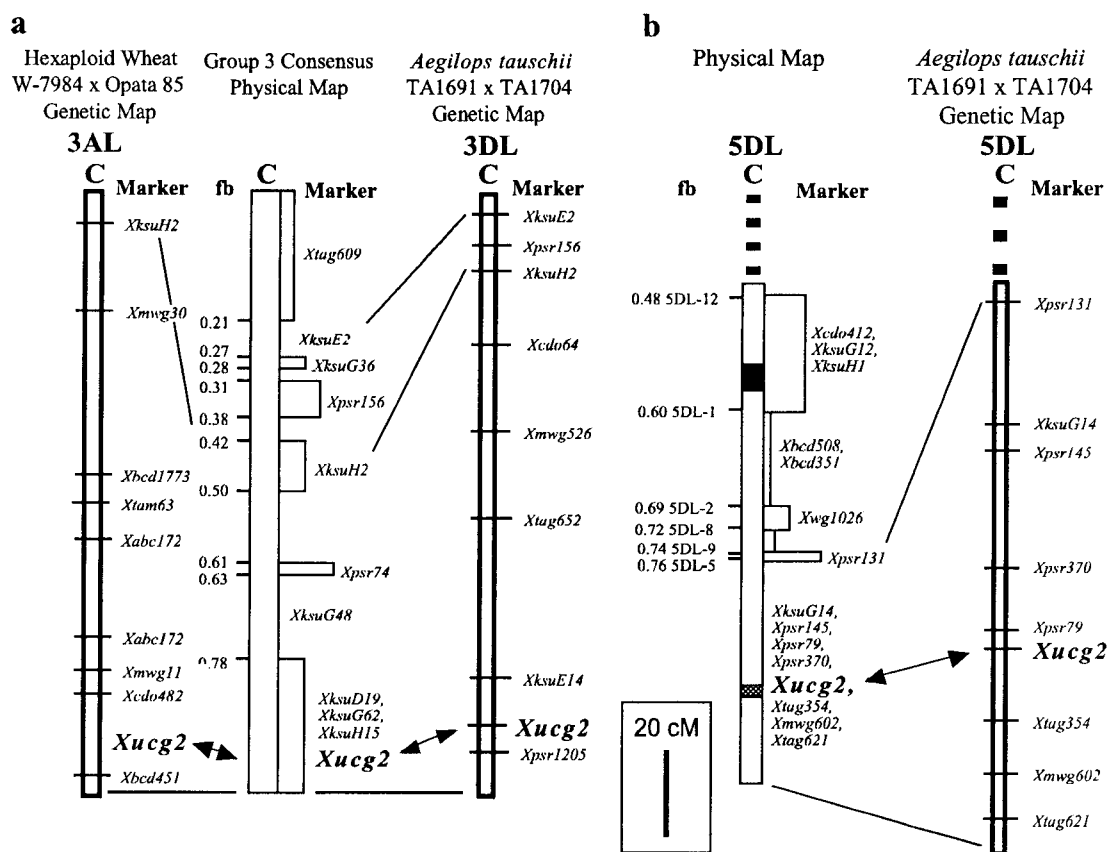 a
Hexaploid Wheat
W-7984 x Opata 85
Genetic Map
3AL
C
Marker
XksuH2
Xmwg30
Xbcd1773
Xtam63
Xabc172
Xabc172
Xmwg11
Xcdo482
Xucg2
Xbcd451
Group 3 Consensus
Physical Map
fb
C
Marker
Xtag609
0.21
XksuE2
0.27
0.28
XksuG36
0.31
Xpsr156
0.38
0.42
XksuH2
0.50
0.61
0.63
Xpsr74
XksuG48
0.78
XksuD19,
XksuG62,
XksuH15
Xucg2
Aegilops tauschii
TA1691 x TA1704
Genetic Map
3DL
C
Marker
XksuE2
Xpsr156
XksuH2
Xcdo64
Xmwg526
Xtag652
XksuE14
Xucg2
Xpsr1205
b
Physical Map
5DL
fb
C
Marker
0.48 5DL-12
Xcdo412,
XksuG12,
XksuH1
0.60 5DL-1
Xbcd508,
Xbcd351
0.69 5DL-2
Xwg1026
0.72 5DL-8
0.74 5DL-9
0.76 5DL-5
Xpsr131
XksuG14,
Xpsr145,
Xpsr79,
Xpsr370,
Xucg2,
Xtag354,
Xmwg602,
Xtag621
20 cM
Aegilops tauschii
TA1691 x TA1704
Genetic Map
5DL
C
Marker
Xpsr131
XksuG14
Xpsr145
Xpsr370
Xpsr79
Xucg2
Xtag354
Xmwg602
Xtag621